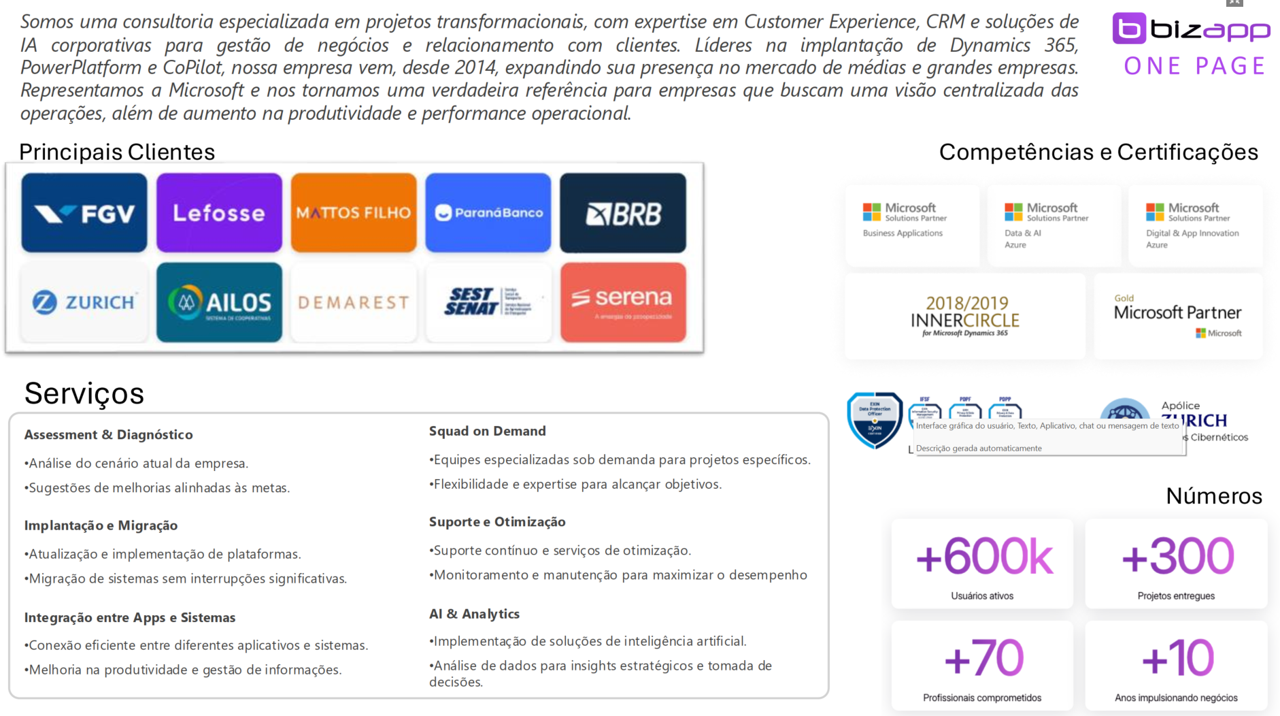 Somos uma consultoria especializada em projetos transformacionais, com expertise em Customer Experience, CRM e soluções de
IA corporativas para gestão de negócios e relacionamento com clientes. Líderes na implantação de Dynamics 365,
PowerPlatform e CoPilot, nossa empresa vem, desde 2014, expandindo sua presença no mercado de médias e grandes empresas.
Representamos a Microsoft e nos tornamos uma verdadeira referência para empresas que buscam uma visão centralizada das
operações, além de aumento na produtividade e performance operacional.
bizapp
ONE PAGE
Principais Clientes
FGV
Lefosse
MATTOS FILHO
ParanáBanco
BRB
ZURICH
AILOS
SISTEMA DE COOPERATIVAS
DEMAREST
SEST
SENAT
serena
A energia da prosperidade
Competências e Certificações
Microsoft
Solutions Partner
Business Applications
Microsoft
Solutions Partner
Data & AI
Azure
Microsoft
Solutions Partner
Digital & App Innovation
Azure
2018/2019
INNERCIRCLE
for Microsoft Dynamics 365
Gold
Microsoft Partner
Microsoft
EXIN
Data Protection
Officer
EXIN
IFSF
PDPF
PDPP
Apólice
ZURICH
Cibernéticos
Interface gráfica do usuário, Texto, Aplicativo, chat ou mensagem de texto
Descrição gerada automaticamente
Serviços
Assessment & Diagnóstico
•Análise do cenário atual da empresa.
•Sugestões de melhorias alinhadas às metas.
Implantação e Migração
•Atualização e implementação de plataformas.
•Migração de sistemas sem interrupções significativas.
Integração entre Apps e Sistemas
•Conexão eficiente entre diferentes aplicativos e sistemas.
•Melhoria na produtividade e gestão de informações.
Squad on Demand
•Equipes especializadas sob demanda para projetos específicos.
•Flexibilidade e expertise para alcançar objetivos.
Suporte e Otimização
•Suporte contínuo e serviços de otimização.
•Monitoramento e manutenção para maximizar o desempenho
AI & Analytics
•Implementação de soluções de inteligência artificial.
•Análise de dados para insights estratégicos e tomada de
decisões.
Números
+600k
Usuários ativos
+300
Projetos entregues
+70
Profissionais comprometidos
+10
Anos impulsionando negócios